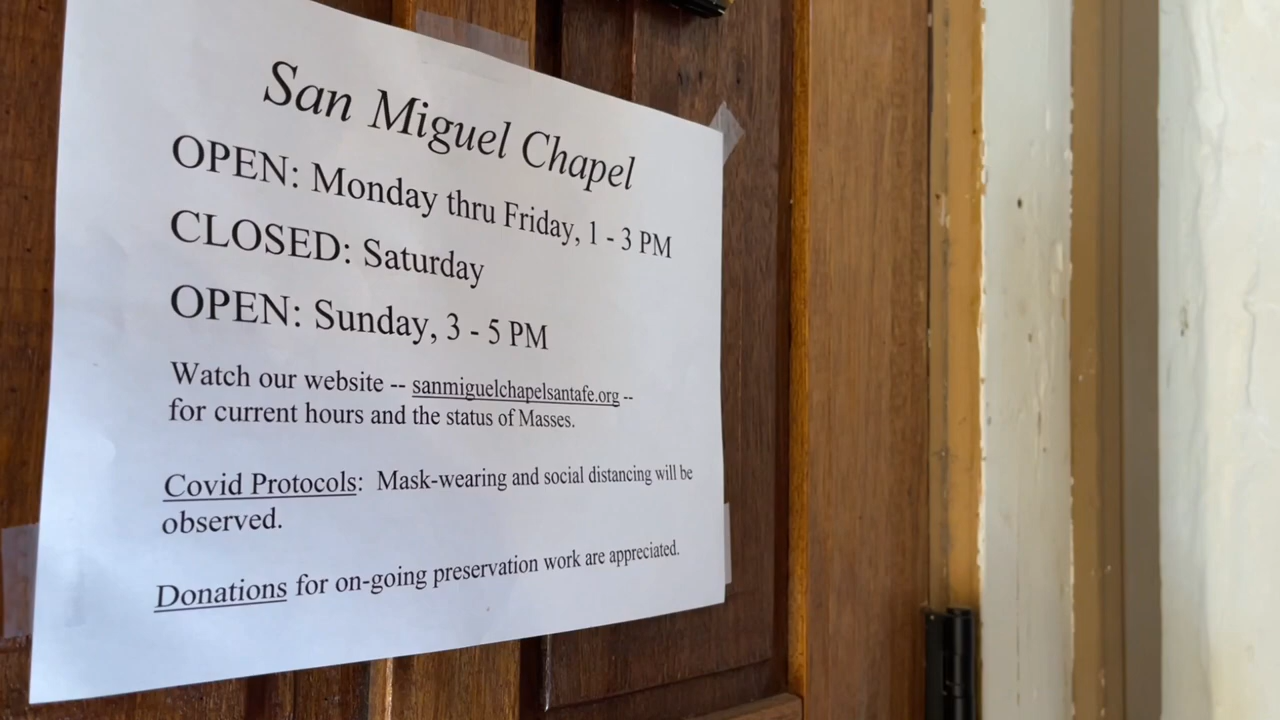 San Miguel Chapel
OPEN: Monday thru Friday, 1 - 3 PM
CLOSED: Saturday
OPEN: Sunday, 3 - 5 PM
Watch our website -- sanmiguelchapelsantafe.org --
for current hours and the status of Masses.
Covid Protocols: Mask-wearing and social distancing will be
observed.
Donations for on-going preservation work are appreciated.